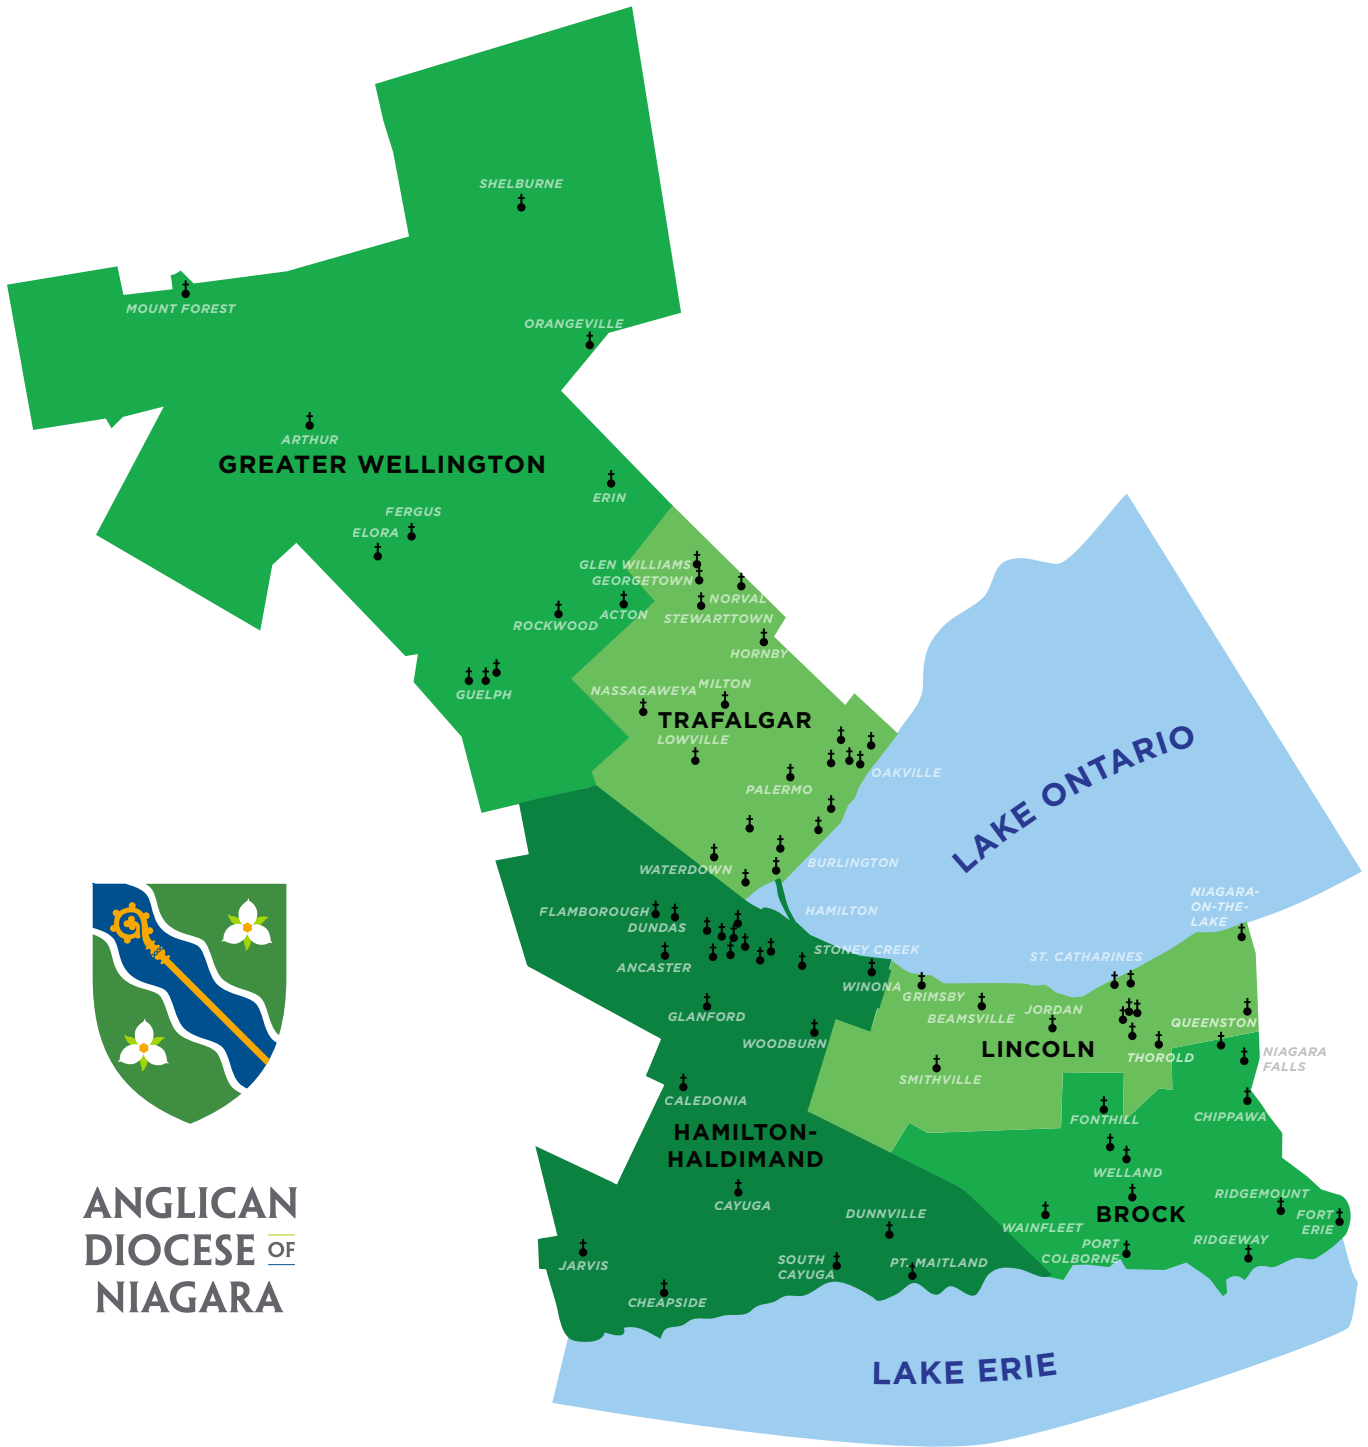 SHELBURNE
MOUNT FOREST
ORANGEVILLE
ARTHUR
GREATER WELLINGTON
ERIN
FERGUS
ELORA
GLEN WILLIAMS
GEORGETOWN
NORVAL
ACTON
STEWARTTOWN
ROCKWOOD
HORNBY
MILTON
NASSAGAWEYA
GUELPH
TRAFALGAR
LOWVILLE
OAKVILLE
PALERMO
LAKE ONTARIO
BURLINGTON
WATERDOWN
FLAMBOROUGH
HAMILTON
DUNDAS
NIAGARA-
ON-THE-
LAKE
STONEY CREEK
ANCASTER
ST. CATHARINES
WINONA
GRIMSBY
GLANFORD
BEAMSVILLE
JORDAN
QUEENSTON
WOODBURN
LINCOLN
THOROLD
NIAGARA
FALLS
SMITHVILLE
CALEDONIA
FONTHILL
CHIPPAWA
HAMILTON-
HALDIMAND
WELLAND
CAYUGA
RIDGEMOUNT
DUNNVILLE
BROCK
FORT
ERIE
WAINFLEET
RIDGEWAY
PORT
COLBORNE
JARVIS
SOUTH
CAYUGA
PT. MAITLAND
CHEAPSIDE
LAKE ERIE
ANGLICAN
DIOCESE OF
NIAGARA